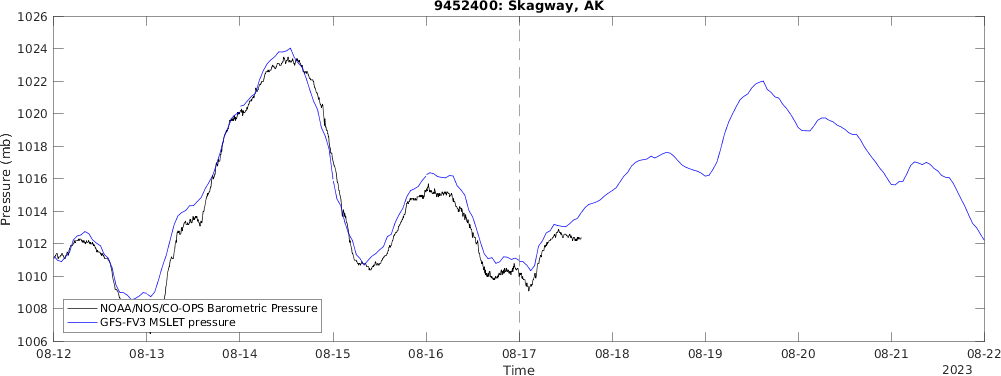 9452400: Skagway, AK
1026
1024
1022
1020
1018
1016
1014
1012
1010
1008
1006
Pressure (mb)
NOAA/NOS/CO-OPS Barometric Pressure
GFS-FV3 MSLET pressure
08-12 08-13 08-14 08-15 08-16 08-17 08-18 08-19 08-20 08-21 08-22
Time
2023